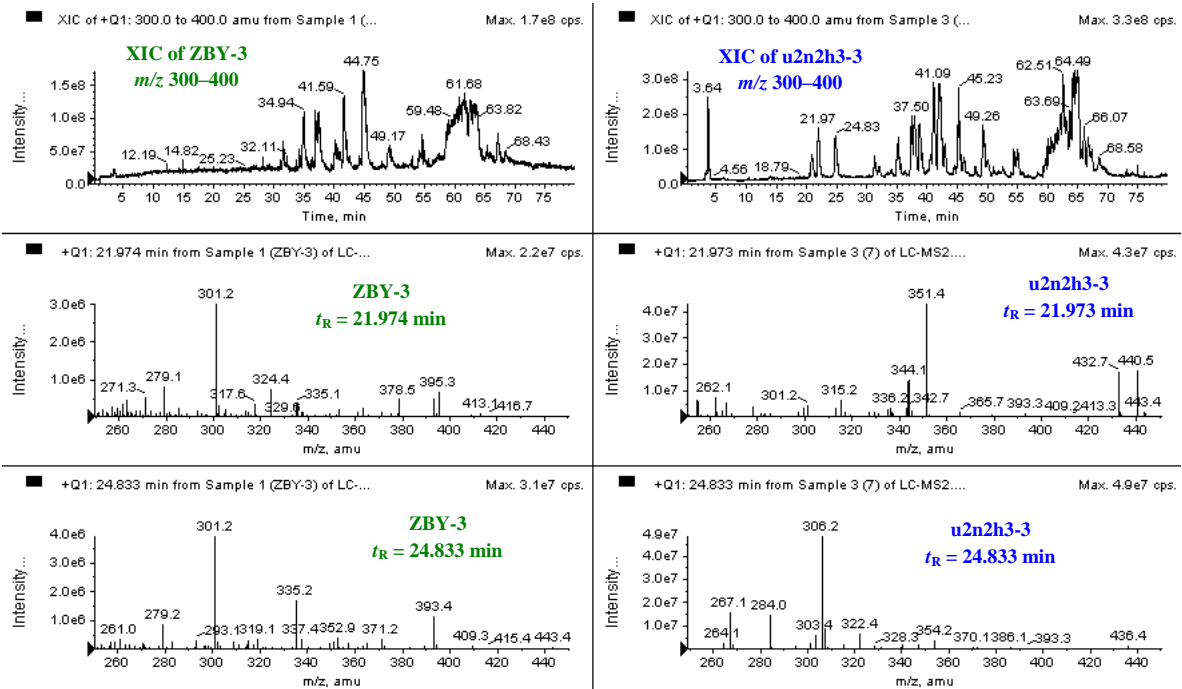 XIC of +Q1: 300.0 to 400.0 amu from Sample 1 (...
Max. 1.7e8 cps.
XIC of ZBY-3
m/z 300–400
44.75
41.59
61.68
34.94
59.48
63.82
49.17
68.43
32.11
12.19
14.82
25.23
1.5e8
1.0e8
5.0e7
0.0
Intensity...
5 10 15 20 25 30 35 40 45 50 55 60 65 70 75
Time, min
XIC of +Q1: 300.0 to 400.0 amu from Sample 3 (...
Max. 3.3e8 cps.
XIC of u2n2h3-3
m/z 300–400
3.64
62.51
64.49
41.09
45.23
37.50
63.69
49.26
66.07
21.97
24.83
4.56
18.79
68.58
3.0e8
2.0e8
1.0e8
0.0
Intensity...
5 10 15 20 25 30 35 40 45 50 55 60 65 70 75
Time, min
+Q1: 21.974 min from Sample 1 (ZBY-3) of LC-...
Max. 2.2e7 cps.
ZBY-3
tR = 21.974 min
301.2
279.1
271.3
317.6
324.4
335.1
378.5
395.3
413.1
416.7
3.0e6
2.0e6
1.0e6
Intensity...
260 280 300 320 340 360 380 400 420 440
m/z, amu
+Q1: 21.973 min from Sample 3 (7) of LC-MS2....
Max. 4.3e7 cps.
u2n2h3-3
tR = 21.973 min
351.4
344.1
432.7
440.5
262.1
301.2
315.2
336.2
342.7
365.7
393.3
409.2
413.3
443.4
4.0e7
3.0e7
2.0e7
1.0e7
Intensity...
260 280 300 320 340 360 380 400 420 440
m/z, amu
+Q1: 24.833 min from Sample 1 (ZBY-3) of LC-...
Max. 3.1e7 cps.
ZBY-3
tR = 24.833 min
301.2
335.2
279.2
393.4
261.0
293.1
319.1
337.4
352.9
371.2
409.3
415.4
443.4
4.0e6
3.0e6
2.0e6
1.0e6
Intensity...
260 280 300 320 340 360 380 400 420 440
m/z, amu
+Q1: 24.833 min from Sample 3 (7) of LC-MS2....
Max. 4.9e7 cps.
u2n2h3-3
tR = 24.833 min
306.2
267.1
284.0
264.1
303.4
322.4
328.3
354.2
370.1
386.1
393.3
436.4
4.9e7
4.0e7
3.0e7
2.0e7
1.0e7
Intensity...
260 280 300 320 340 360 380 400 420 440
m/z, amu